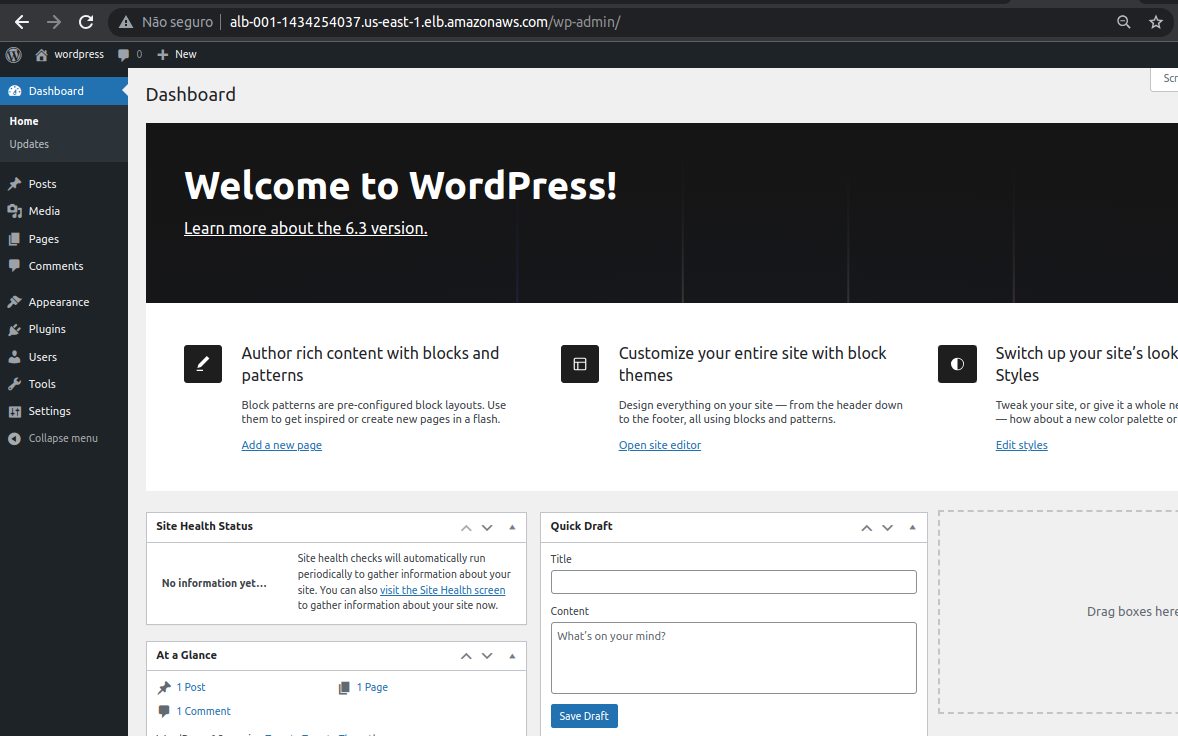 Não seguro
alb-001-1434254037.us-east-1.elb.amazonaws.com/wp-admin/
wordpress
0
New
Dashboard
Home
Updates
Posts
Media
Pages
Comments
Appearance
Plugins
Users
Tools
Settings
Collapse menu
Scr
Dashboard
Welcome to WordPress!
Learn more about the 6.3 version.
Author rich content with blocks and
patterns
Block patterns are pre-configured block layouts. Use
them to get inspired or create new pages in a flash.
Add a new page
Customize your entire site with block
themes
Design everything on your site — from the header down
to the footer, all using blocks and patterns.
Open site editor
Switch up your site's look
Styles
Tweak your site, or give it a whole ne
— how about a new color palette or
Edit styles
Site Health Status
No information yet…
Site health checks will automatically run
periodically to gather information about your
site. You can also visit the Site Health screen
to gather information about your site now.
At a Glance
1 Post
1 Page
1 Comment
Quick Draft
Title
Content
What's on your mind?
Save Draft
Drag boxes here